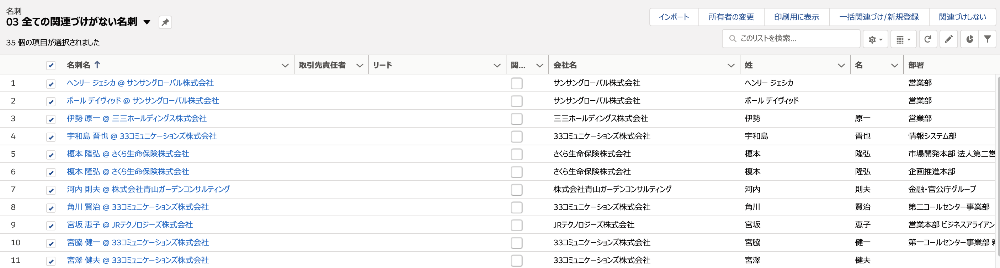 名刺
03 全ての関連づけがない名刺
インポート 所有者の変更 印刷用に表示 一括関連づけ/新規登録 関連づけしない
35 個の項目が選択されました
このリストを検索...
名刺名 ↑ 取引先責任者 リード 関... 会社名 姓 名 部署
1 ヘンリー ジェシカ @ サンサングローバル株式会社 サンサングローバル株式会社 ヘンリー ジェシカ 営業部
2 ポール デイヴィッド @ サンサングローバル株式会社 サンサングローバル株式会社 ポール デイヴィッド 営業部
3 伊勢 原一 @ 三三ホールディングス株式会社 三三ホールディングス株式会社 伊勢 原一 営業部
4 宇和島 晋也 @ 33コミュニケーションズ株式会社 33コミュニケーションズ株式会社 宇和島 晋也 情報システム部
5 榎本 隆弘 @ さくら生命保険株式会社 さくら生命保険株式会社 榎本 隆弘 市場開発本部 法人第二営
6 榎本 隆弘 @ さくら生命保険株式会社 さくら生命保険株式会社 榎本 隆弘 企画推進本部
7 河内 則夫 @ 株式会社青山ガーデンコンサルティング 株式会社青山ガーデンコンサルティング 河内 則夫 金融・官公庁グループ
8 角川 賢治 @ 33コミュニケーションズ株式会社 33コミュニケーションズ株式会社 角川 賢治 第二コールセンター事業部
9 宮坂 恵子 @ JRテクノロジーズ株式会社 JRテクノロジーズ株式会社 宮坂 恵子 営業本部 ビジネスアライアン
10 宮脇 健一 @ 33コミュニケーションズ株式会社 33コミュニケーションズ株式会社 宮脇 健一 第一コールセンター事業部
11 宮澤 健夫 @ 33コミュニケーションズ株式会社 33コミュニケーションズ株式会社 宮澤 健夫